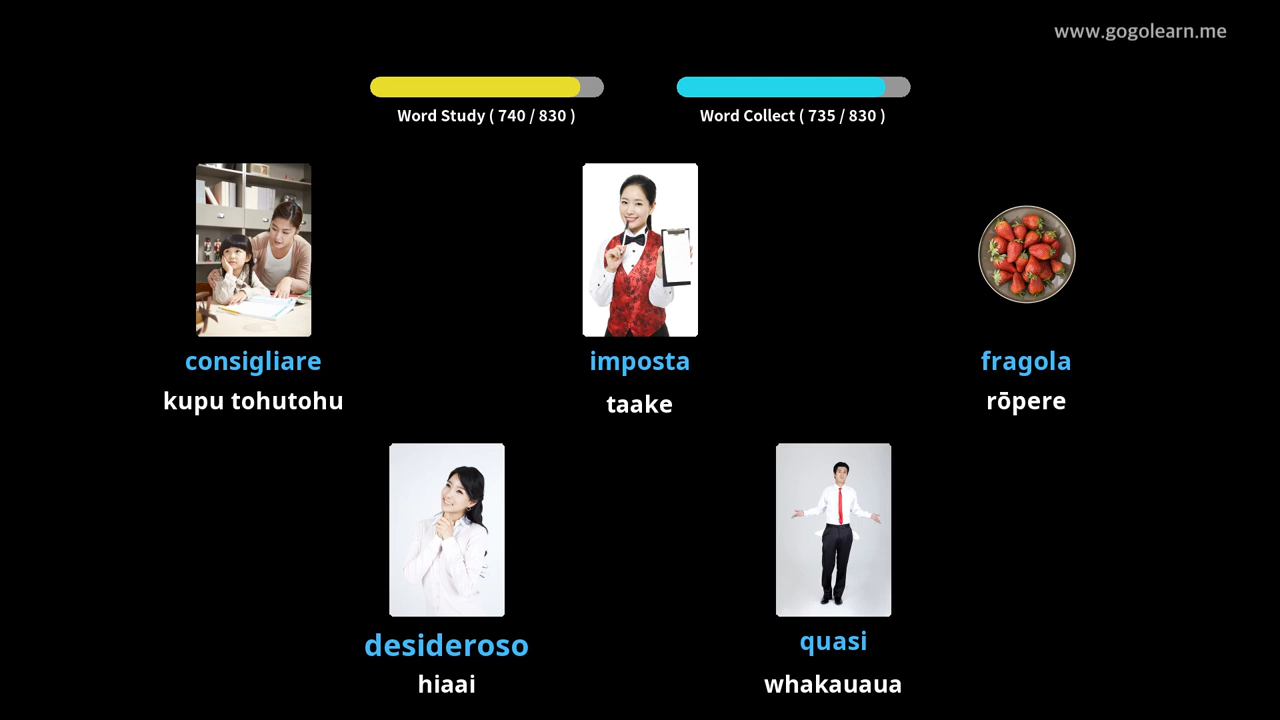 www.gogolearn.me
Word Study ( 740 / 830 )
Word Collect ( 735 / 830 )
consigliare
kupu tohutohu
imposta
taake
fragola
rōpere
desideroso
hiaai
quasi
whakauaua